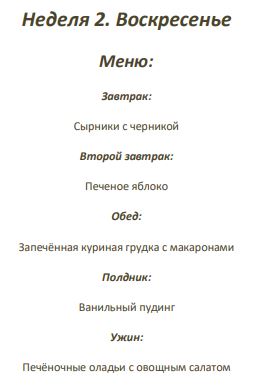 Неделя 2. Воскресенье
Меню:
Завтрак:
Сырники с черникой
Второй завтрак:
Печеное яблоко
Обед:
Запечённая куриная грудка с макаронами
Полдник:
Ванильный пудинг
Ужин:
Печёночные оладьи с овощным салатом